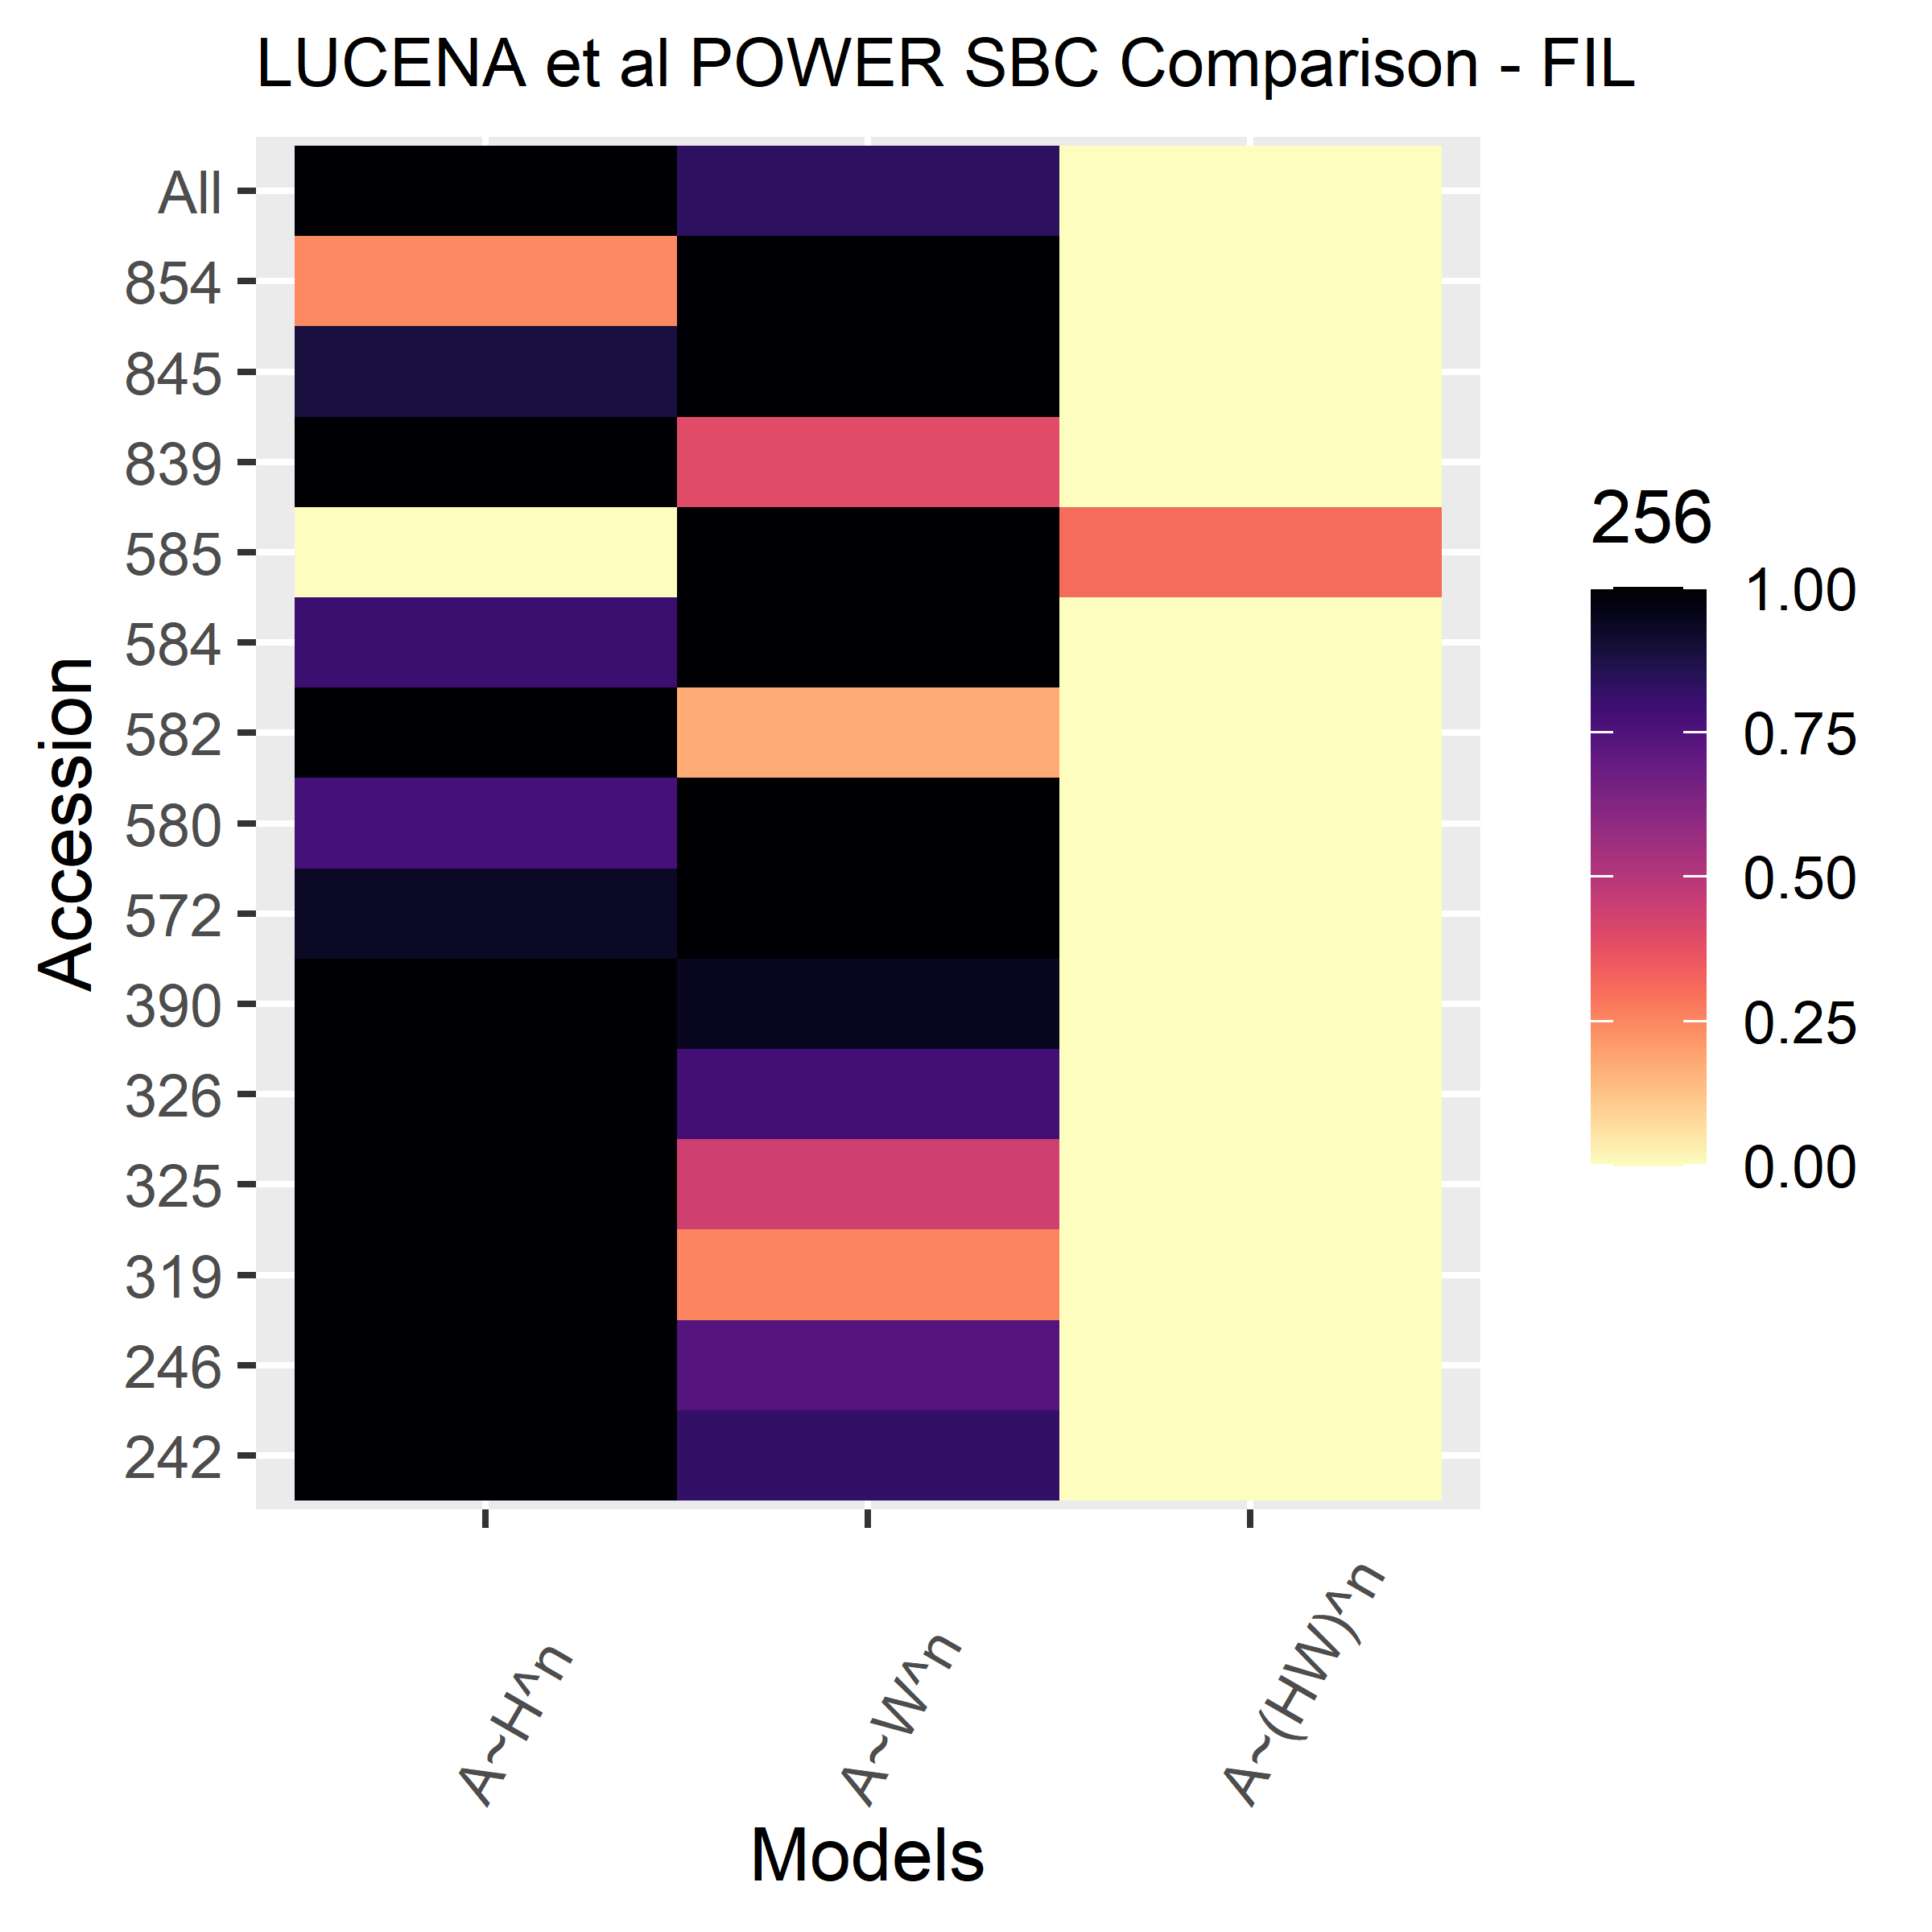 LUCENA et al POWER SBC Comparison - FIL
All
854
845
839
585
584
582
580
572
390
326
325
319
246
242
Accession
A~H^n
A~W^n
A~(HW)^n
Models
256
1.00
0.75
0.50
0.25
0.00